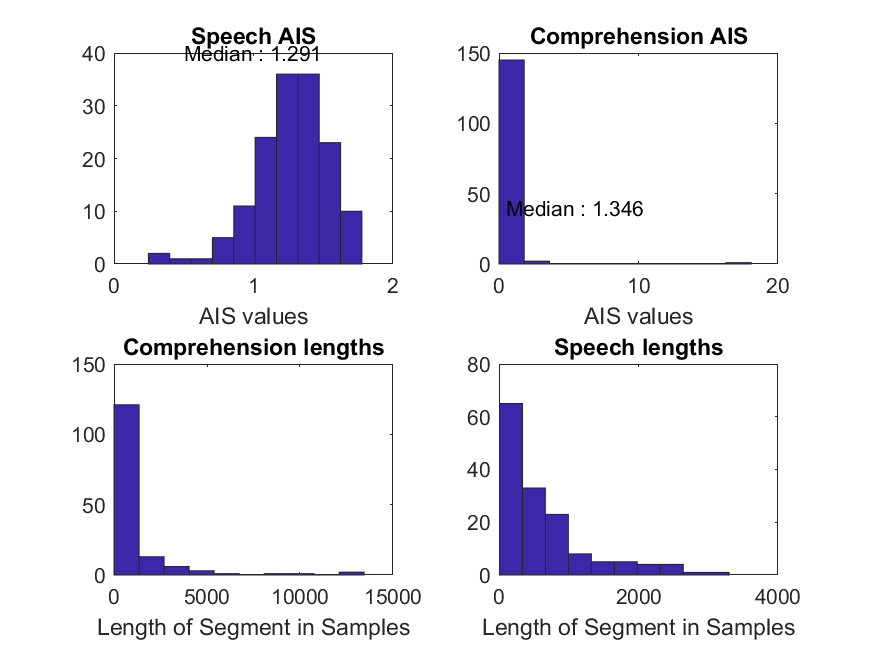 Speech AIS
Median : 1.291
40
30
20
10
0
0 1 2
AIS values
Comprehension AIS
150
100
50
Median : 1.346
0
0 10 20
AIS values
Comprehension lengths
150
100
50
0
0 5000 10000 15000
Length of Segment in Samples
Speech lengths
80
60
40
20
0
0 2000 4000
Length of Segment in Samples